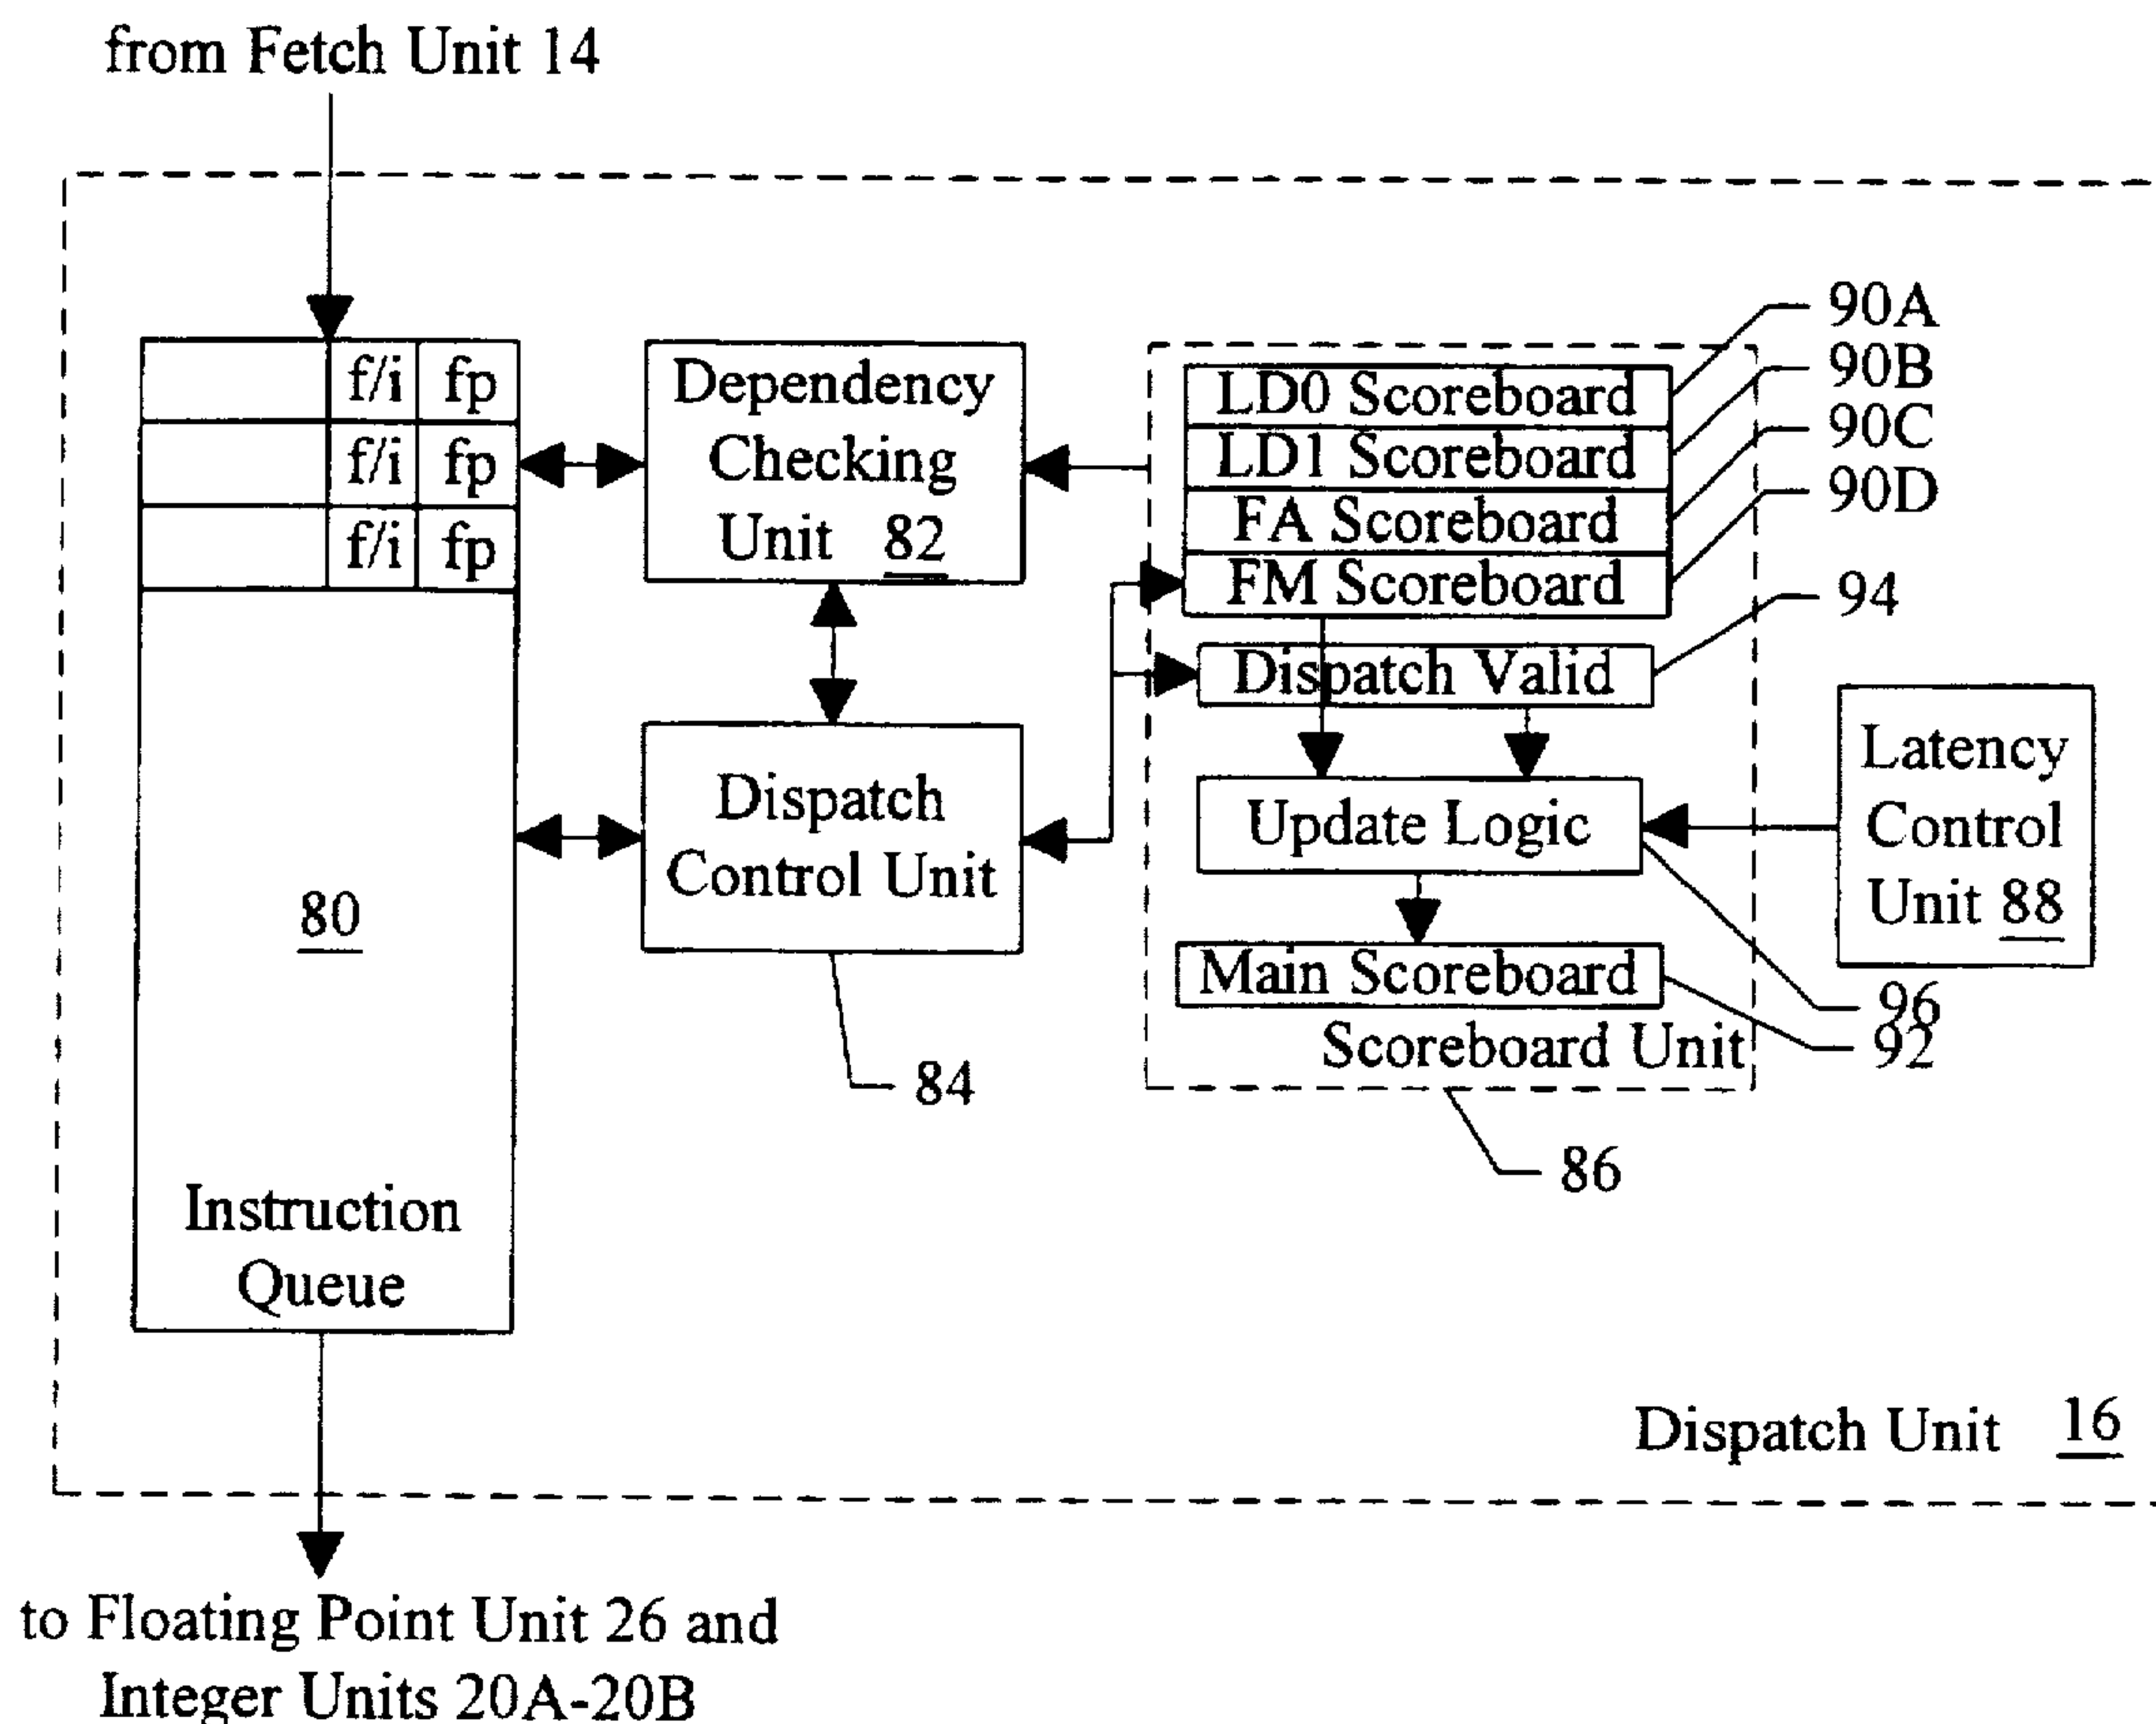 from Fetch Unit 14
f/i fp
f/i fp
f/i fp
80
Instruction
Queue
Dependency
Checking
Unit 82
Dispatch
Control Unit
84
LD0 Scoreboard
LD1 Scoreboard
FA Scoreboard
FM Scoreboard
Dispatch Valid
Update Logic
Main Scoreboard
Scoreboard Unit
86
90A
90B
90C
90D
94
Latency
Control
Unit 88
96
92
Dispatch Unit 16
to Floating Point Unit 26 and
Integer Units 20A-20B